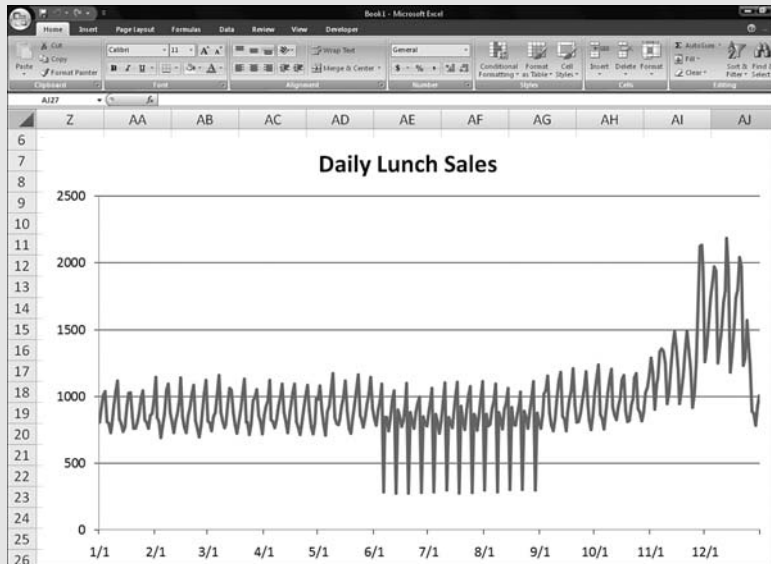 Book1 - Microsoft Excel
Home Insert Page Layout Formulas Data Review View Developer
Cut
Copy
Format Painter
Paste
Clipboard
Calibri 11 A A
B I U A
Font
Wrap Text
Merge & Center
Alignment
General
$ % ,
Number
Conditional Formatting
Format as Table
Cell Styles
Styles
Insert Delete Format
Cells
AutoSum
Fill
Clear
Sort & Filter
Find & Select
Editing
AJ27 fx
Z AA AB AC AD AE AF AG AH AI AJ
6
7
8
9
10
11
12
13
14
15
16
17
18
19
20
21
22
23
24
25
26
Daily Lunch Sales
2500
2000
1500
1000
500
0
1/1 2/1 3/1 4/1 5/1 6/1 7/1 8/1 9/1 10/1 11/1 12/1